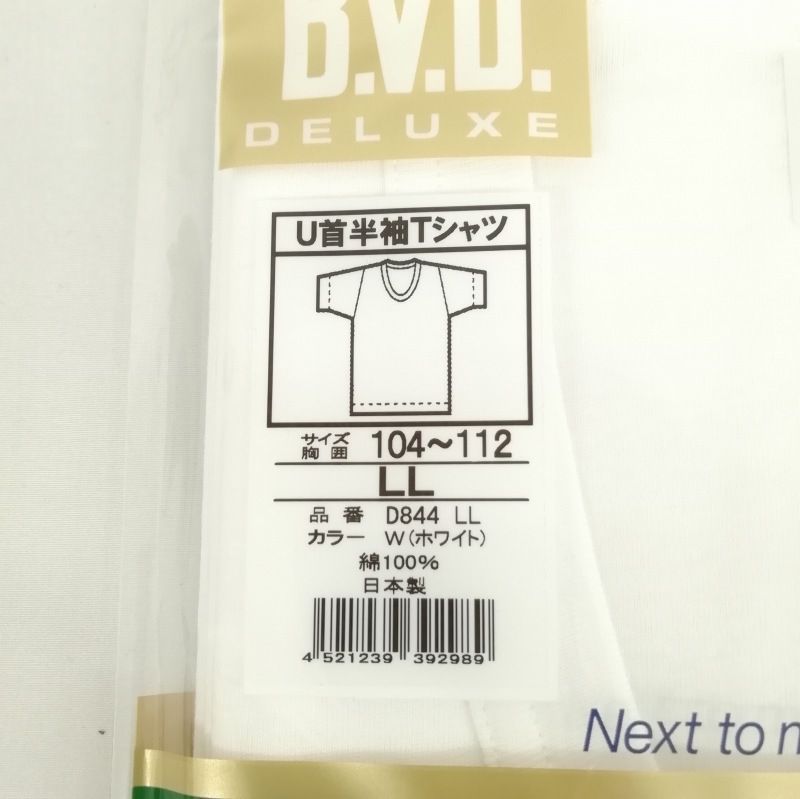 B.V.D.
DELUXE
U首半袖Tシャツ
サイズ
胸囲 104～112
LL
品番 D844 LL
カラー W(ホワイト)
綿100%
日本製
4 521239 392989
Next to